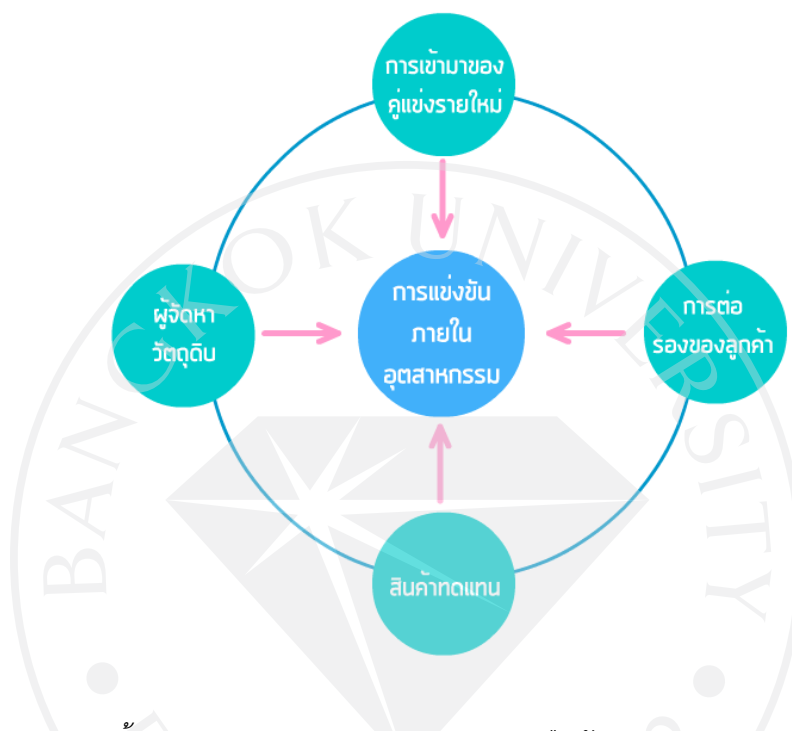 การเข้ามาของ
คู่แข่งรายใหม่
ผู้จัดหา
วัตถุดิบ
การแข่งขัน
ภายใน
อุตสาหกรรม
การต่อ
รองของลูกค้า
สินค้าทดแทน
BANGKOK UNIVERSITY